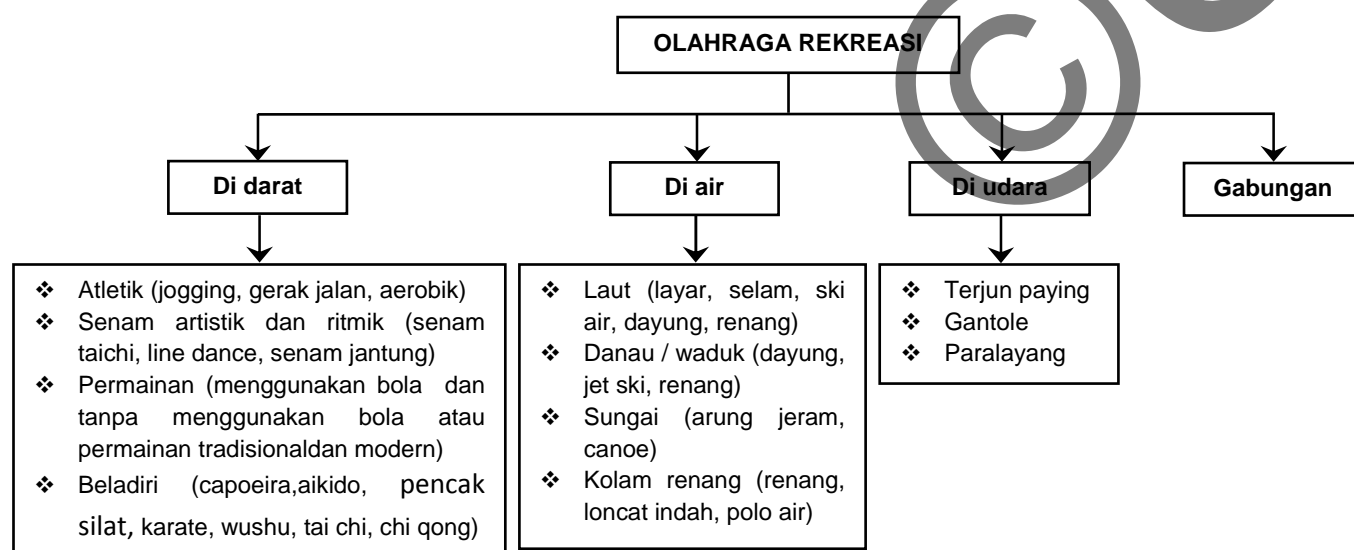 OLAHRAGA REKREASI
Di darat
Di air
Di udara
Gabungan
❖ Atletik (jogging, gerak jalan, aerobik)
❖ Senam artistik dan ritmik (senam
taichi, line dance, senam jantung)
❖ Permainan (menggunakan bola dan
tanpa menggunakan bola atau
permainan tradisionaldan modern)
❖ Beladiri (capoeira,aikido, pencak
silat, karate, wushu, tai chi, chi qong)
❖ Laut (layar, selam, ski
air, dayung, renang)
❖ Danau / waduk (dayung,
jet ski, renang)
❖ Sungai (arung jeram,
canoe)
❖ Kolam renang (renang,
loncat indah, polo air)
❖ Terjun paying
❖ Gantole
❖ Paralayang